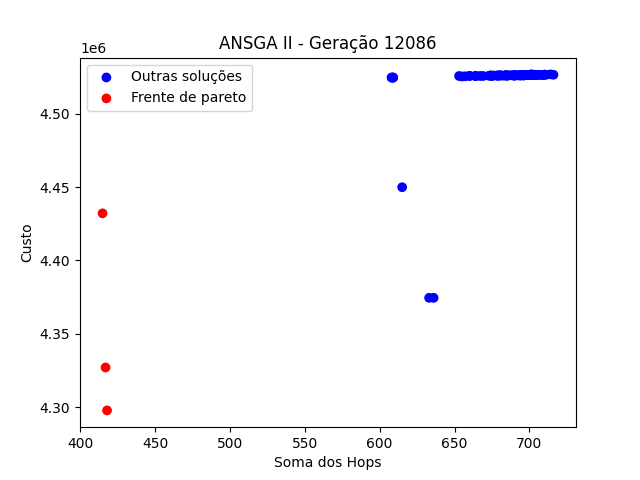 ANSGA II - Geração 12086
1e6
Outras soluções
Frente de pareto
4.50
4.45
4.40
4.35
4.30
Custo
400 450 500 550 600 650 700
Soma dos Hops